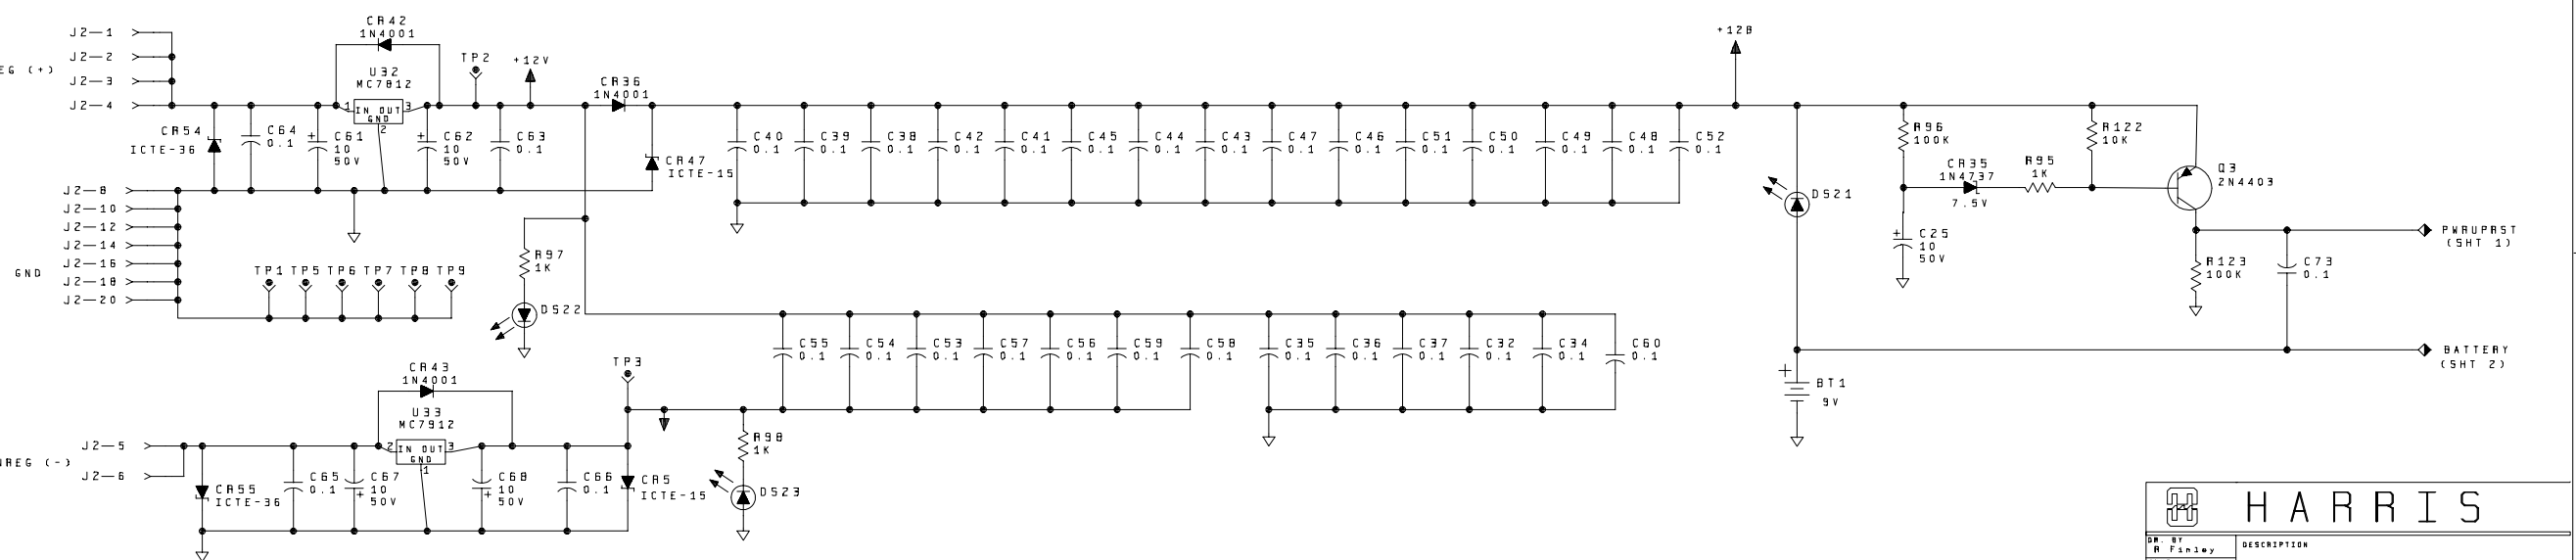 EG (+)
J2-1
J2-2
J2-3
J2-4
CR42
1N4001
U32
MC7812
1 IN OUT 3
GND
2
TP2
+12V
CR36
1N4001
CR54
ICTE-36
C64
0.1
C61
10
50V
C62
10
50V
C63
0.1
CR47
ICTE-15
C40
0.1
C39
0.1
C38
0.1
C42
0.1
C41
0.1
C45
0.1
C44
0.1
C43
0.1
C47
0.1
C46
0.1
C51
0.1
C50
0.1
C49
0.1
C48
0.1
C52
0.1
+12B
DS21
R96
100K
CR35
1N4737
7.5V
R95
1K
R122
10K
Q3
2N4403
C25
10
50V
R123
100K
C73
0.1
PWRUPRST
(SHT 1)
BATTERY
(SHT 2)
BT1
9V
GND
J2-8
J2-10
J2-12
J2-14
J2-16
J2-18
J2-20
TP1 TP5 TP6 TP7 TP8 TP9
R97
1K
DS22
C55
0.1
C54
0.1
C53
0.1
C57
0.1
C56
0.1
C59
0.1
C58
0.1
C35
0.1
C36
0.1
C37
0.1
C32
0.1
C34
0.1
C60
0.1
TP3
CR43
1N4001
U33
MC7912
2 IN OUT 3
GND
1
NREG (-)
J2-5
J2-6
CR55
ICTE-36
C65
0.1
C67
10
50V
C68
10
50V
C66
0.1
CR5
ICTE-15
R98
1K
DS23
HARRIS
DR. BY
R Finley
DESCRIPTION